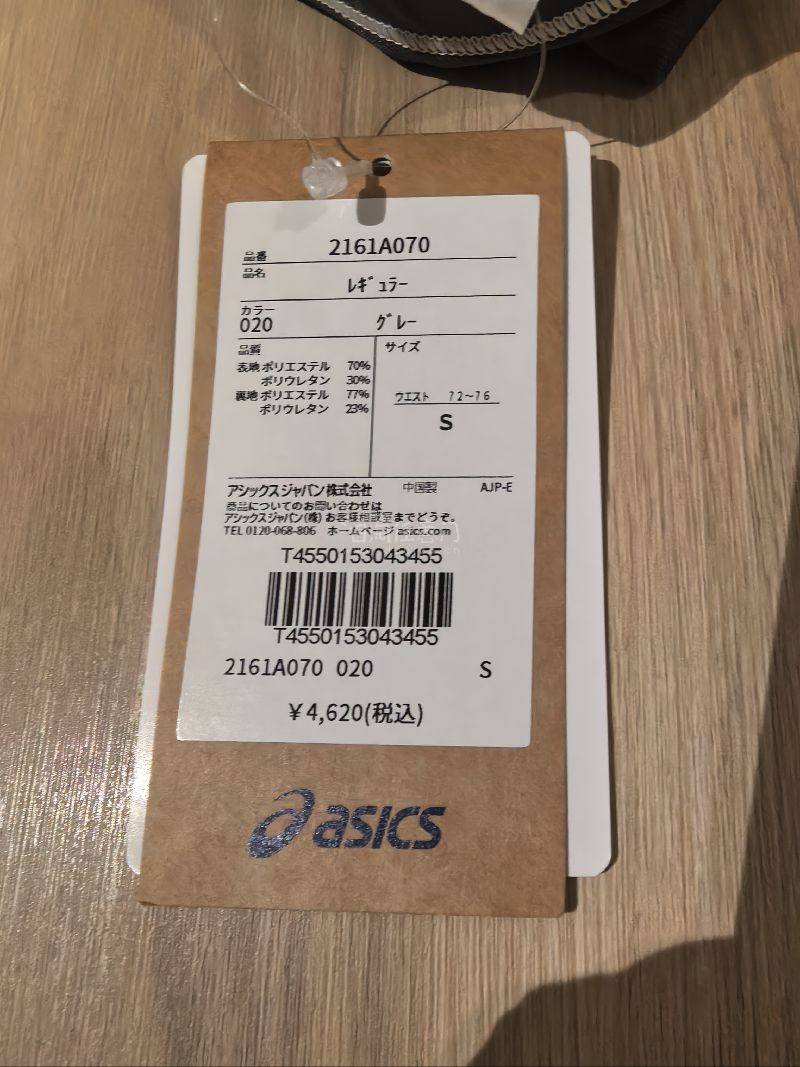 品番 2161A070
品名
ﾚｷﾞｭﾗｰ
カラー
020 ｸﾞﾚｰ
品質 サイズ
表地 ポリエステル 70%
ポリウレタン 30%
裏地 ポリエステル 77%
ポリウレタン 23%
ウエスト 72~76
S
アシックスジャパン株式会社 中国製 AJP-E
商品についてのお問い合わせは
アシックスジャパン(株)お客様相談室までどうぞ。
TEL 0120-068-806 ホームページ asics.com
T4550153043455
T4550153043455
2161A070 020 S
¥4,620(税込)
asics